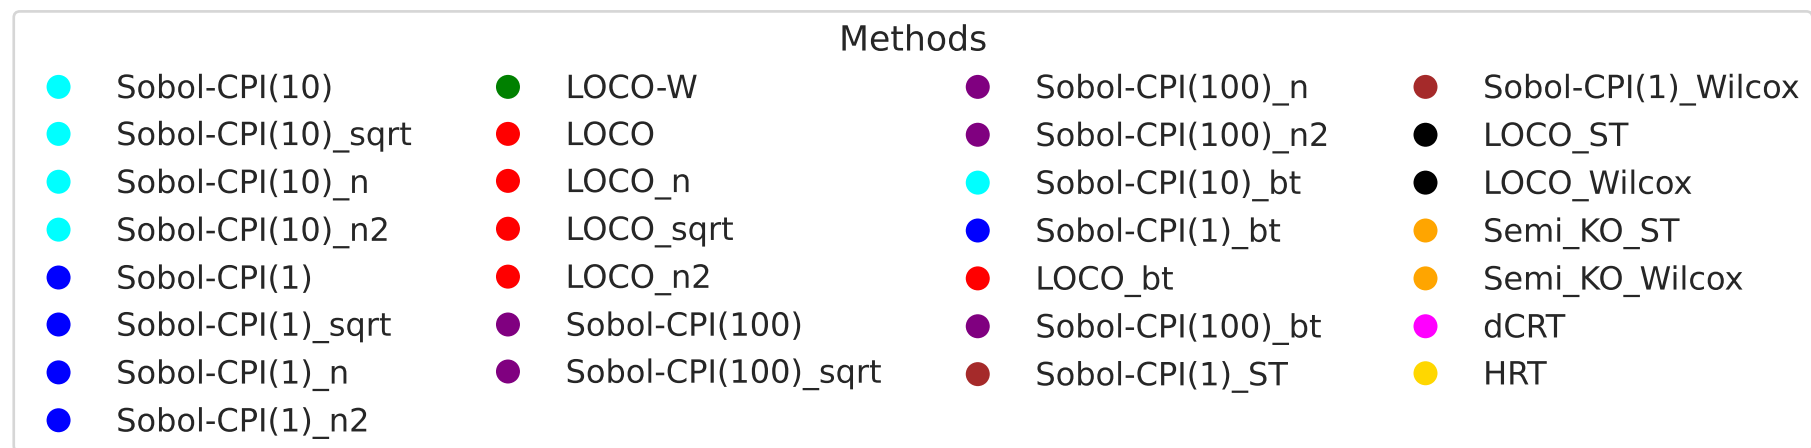 Methods
Sobol-CPI(10)
Sobol-CPI(10)_sqrt
Sobol-CPI(10)_n
Sobol-CPI(10)_n2
Sobol-CPI(1)
Sobol-CPI(1)_sqrt
Sobol-CPI(1)_n
Sobol-CPI(1)_n2
LOCO-W
LOCO
LOCO_n
LOCO_sqrt
LOCO_n2
Sobol-CPI(100)
Sobol-CPI(100)_sqrt
Sobol-CPI(100)_n
Sobol-CPI(100)_n2
Sobol-CPI(10)_bt
Sobol-CPI(1)_bt
LOCO_bt
Sobol-CPI(100)_bt
Sobol-CPI(1)_ST
Sobol-CPI(1)_Wilcox
LOCO_ST
LOCO_Wilcox
Semi_KO_ST
Semi_KO_Wilcox
dCRT
HRT